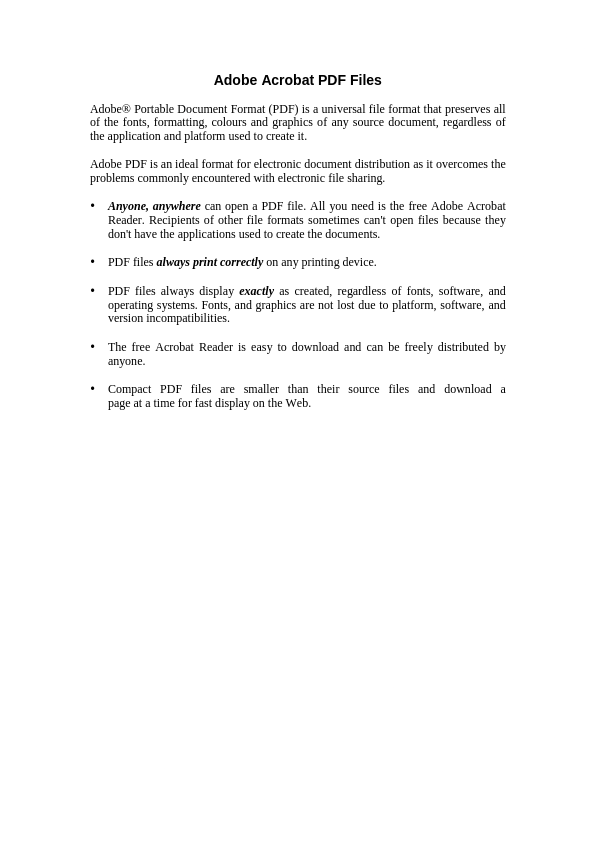 Adobe Acrobat PDF Files
Adobe® Portable Document Format (PDF) is a universal file format that preserves all
of the fonts, formatting, colours and graphics of any source document, regardless of
the application and platform used to create it.
Adobe PDF is an ideal format for electronic document distribution as it overcomes the
problems commonly encountered with electronic file sharing.
• Anyone, anywhere can open a PDF file. All you need is the free Adobe Acrobat
Reader. Recipients of other file formats sometimes can't open files because they
don't have the applications used to create the documents.
• PDF files always print correctly on any printing device.
• PDF files always display exactly as created, regardless of fonts, software, and
operating systems. Fonts, and graphics are not lost due to platform, software, and
version incompatibilities.
• The free Acrobat Reader is easy to download and can be freely distributed by
anyone.
• Compact PDF files are smaller than their source files and download a
page at a time for fast display on the Web.